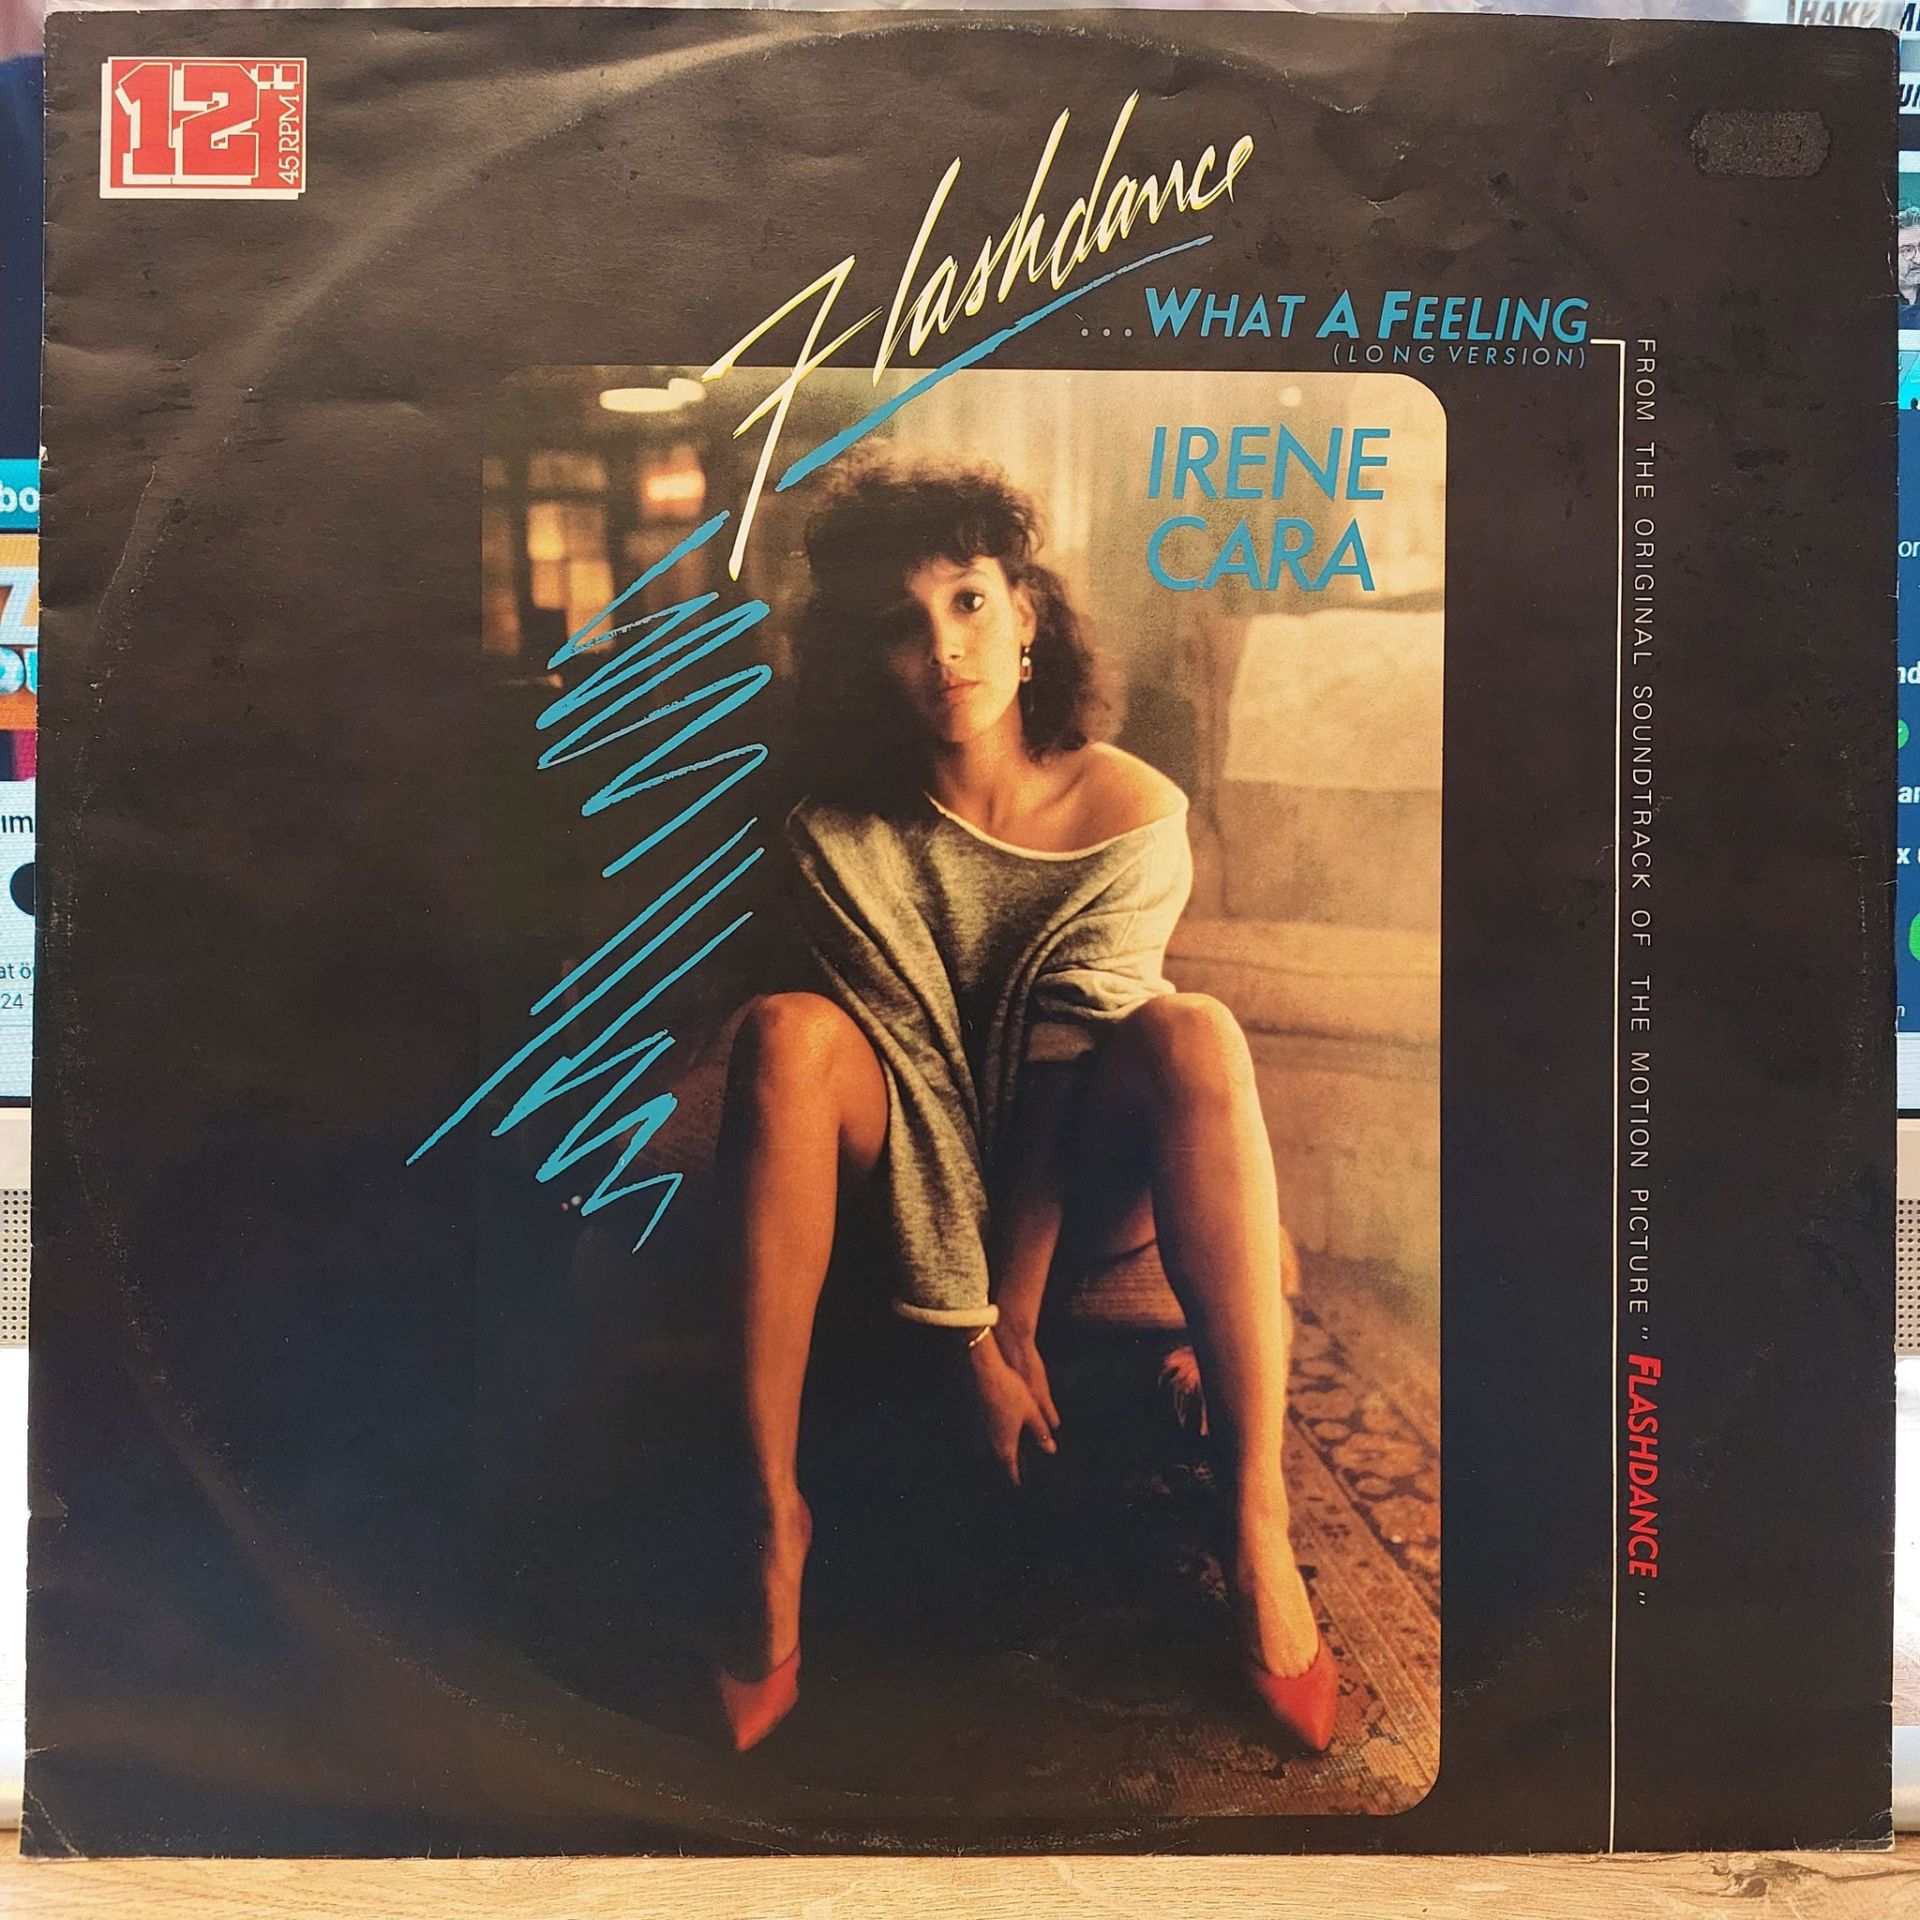 12"
45 RPM
Flashdance
...WHAT A FEELING
(LONG VERSION)
IRENE
CARA
FROM THE ORIGINAL SOUNDTRACK OF THE MOTION PICTURE "FLASHDANCE"